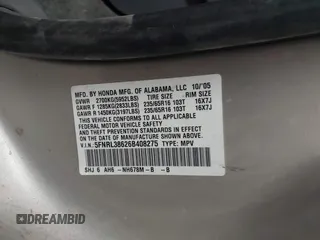 MFD. BY HONDA MFG. OF ALABAMA, LLC 10/'05
GVWR 2700KG(5952LBS) TIRE SIZE RIM SIZE
GAWR F 1285KG(2833LBS) 235/65R16 103T 16X7J
GAWR R 1450KG(3197LBS) 235/65R16 103T 16X7J
THIS VEHICLE CONFORMS TO ALL APPLICABLE FEDERAL MOTOR VEHICLE SAFETY AND THEFT PREVENTION STANDARDS IN EFFECT ON THE DATE OF MANUFACTURE SHOWN ABOVE.
V.I.N: 5FNRL38626B408275 TYPE: MPV
SHJ 6 AH6 -NH678M-B -B
DREAMBID